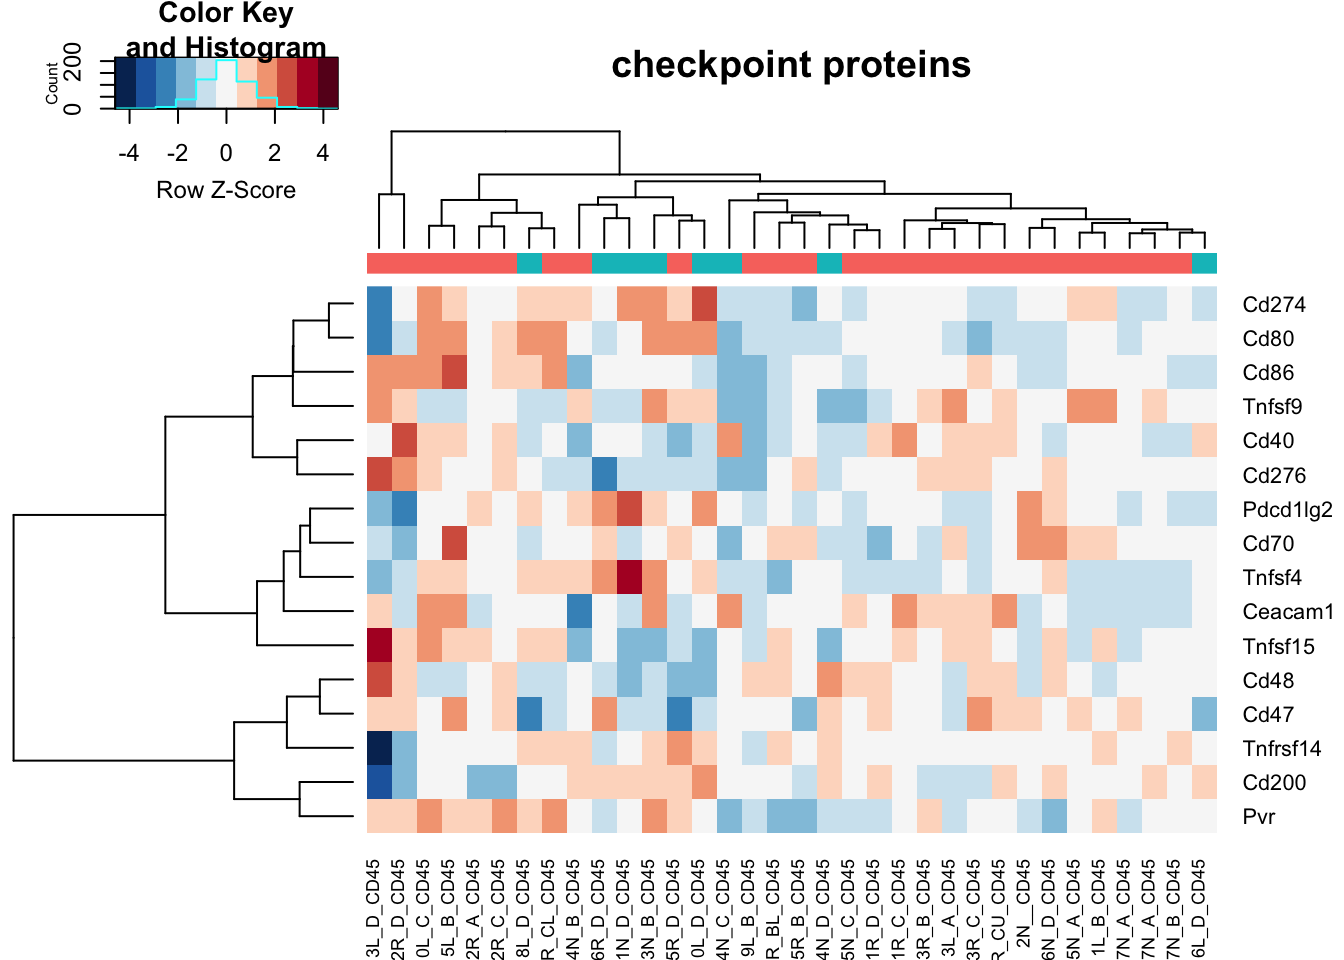 Color Key
and Histogram
Count
0
200
-4 -2 0 2 4
Row Z-Score
checkpoint proteins
Cd274
Cd80
Cd86
Tnfsf9
Cd40
Cd276
Pdcd1lg2
Cd70
Tnfsf4
Ceacam1
Tnfsf15
Cd48
Cd47
Tnfrsf14
Cd200
Pvr
3L_D_CD45
2R_D_CD45
0L_C_CD45
5L_B_CD45
2R_A_CD45
2R_C_CD45
8L_D_CD45
R_CL_CD45
4N_B_CD45
6R_D_CD45
1N_D_CD45
3N_B_CD45
5R_D_CD45
0L_D_CD45
4N_C_CD45
9L_B_CD45
R_BL_CD45
5R_B_CD45
4N_D_CD45
5N_C_CD45
1R_D_CD45
1R_C_CD45
3R_B_CD45
3L_A_CD45
3R_C_CD45
R_CU_CD45
2N__CD45
6N_D_CD45
5N_A_CD45
1L_B_CD45
7N_A_CD45
7N_A_CD45
7N_B_CD45
6L_D_CD45